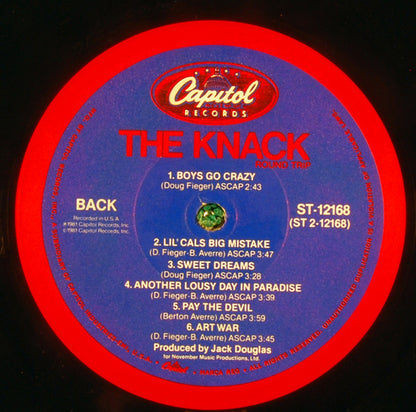 Capitol
RECORDS
THE KNACK
ROUND TRIP
1. BOYS GO CRAZY
(Doug Fieger) ASCAP 2:43
BACK
Recorded in U.S.A.
℗1981 Capitol Records, Inc.
©1981 Capitol Records, Inc.
ST-12168
(ST 2-12168)
2. LIL' CALS BIG MISTAKE
(D. Fieger-B. Averre) ASCAP 3:47
3. SWEET DREAMS
(Doug Fieger) ASCAP 3:28
4. ANOTHER LOUSY DAY IN PARADISE
(D. Fieger-B. Averre) ASCAP 3:39
5. PAY THE DEVIL
(Berton Averre) ASCAP 3:59
6. ART WAR
(D. Fieger-B. Averre) ASCAP 3:45
Produced by Jack Douglas
for November Music Productions, Ltd.